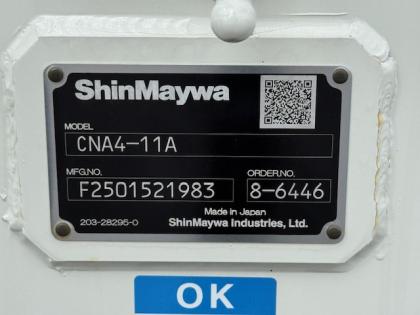 ShinMaywa
MODEL
CNA4-11A
MFG.NO. ORDER.NO.
F2501521983 8-6446
Made in Japan
203-28295-0 ShinMaywa Industries, Ltd.
OK